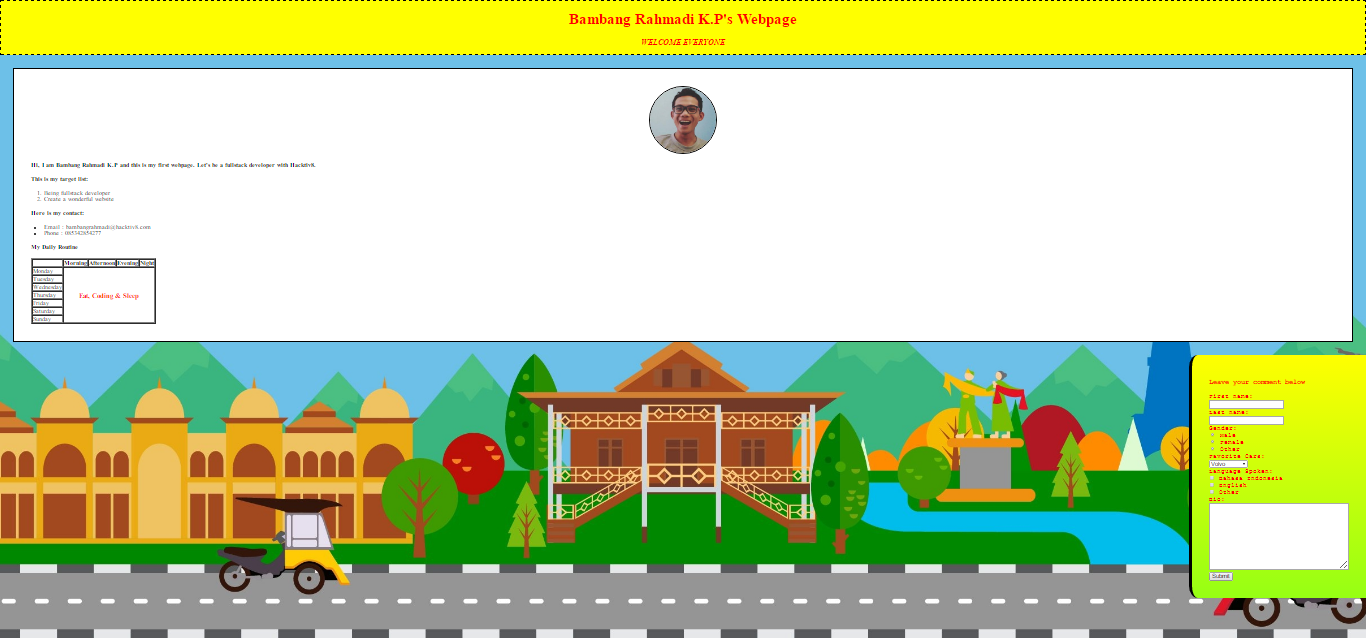 Bambang Rahmadi K.P's Webpage
WELCOME EVERYONE
Hi, I am Bambang Rahmadi K.P and this is my first webpage. Let's be a fullstack developer with Hacktiv8.
This is my target list:
1. Being fullstack developer
2. Create a wonderful website
Here is my contact:
Email : bambangrahmadi@hacktiv8.com
Phone : 085342854277
My Daily Routine
Morning Afternoon Evening Night
Monday
Tuesday
Wednesday
Thursday
Friday
Saturday
Sunday
Eat, Coding & Sleep
Leave your comment below
First name:
Last name:
Gender:
Male
Female
Other
Favorite Cars:
Volvo
Language Spoken:
Bahasa Indonesia
English
Other
Bio:
Submit